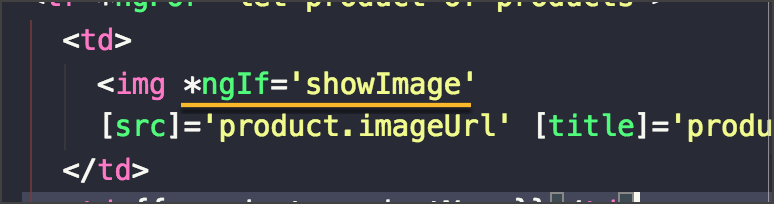 <td>
<img *ngIf='showImage'
[src]='product.imageUrl' [title]='produ
</td>